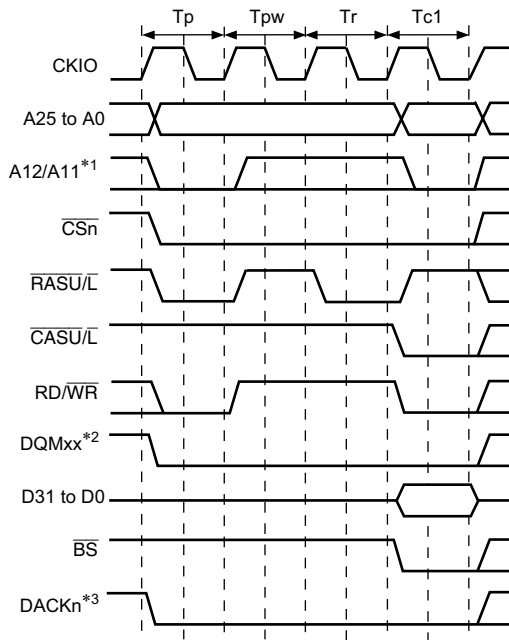 Tp Tpw Tr Tc1
CKIO
A25 to A0
A12/A11*1
CSn
RASU/L
CASU/L
RD/WR
DQMxx*2
D31 to D0
BS
DACKn*3